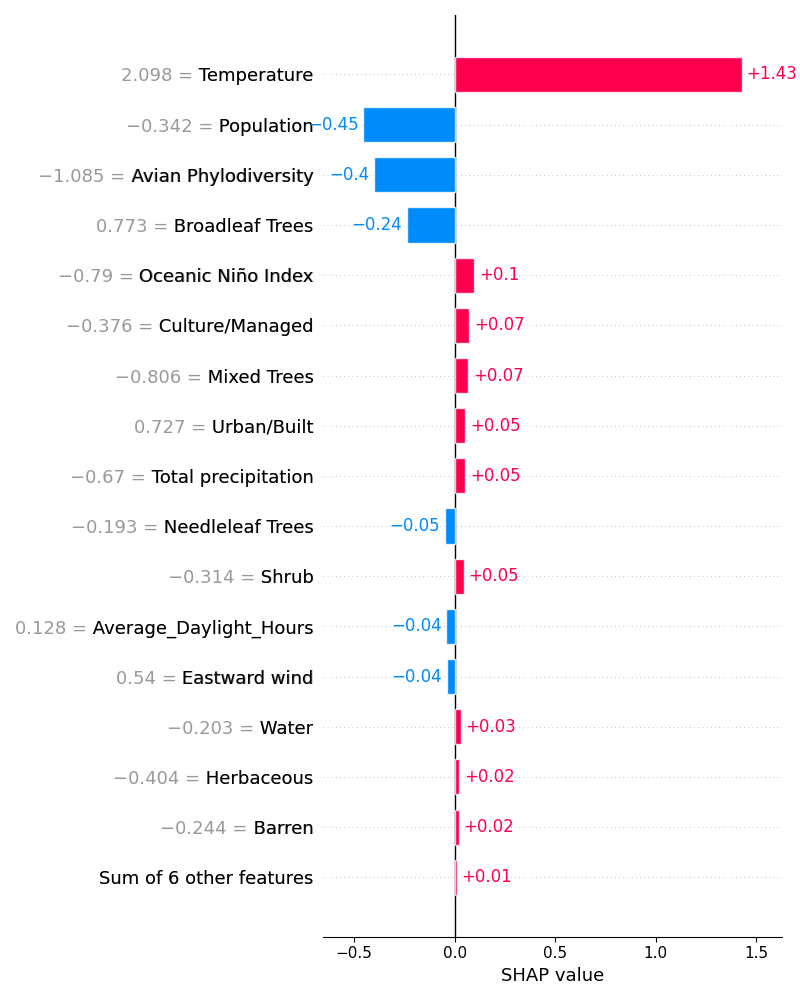 2.098 = Temperature +1.43
−0.342 = Population −0.45
−1.085 = Avian Phylodiversity −0.4
0.773 = Broadleaf Trees −0.24
−0.79 = Oceanic Niño Index +0.1
−0.376 = Culture/Managed +0.07
−0.806 = Mixed Trees +0.07
0.727 = Urban/Built +0.05
−0.67 = Total precipitation +0.05
−0.193 = Needleleaf Trees −0.05
−0.314 = Shrub +0.05
0.128 = Average_Daylight_Hours −0.04
0.54 = Eastward wind −0.04
−0.203 = Water +0.03
−0.404 = Herbaceous +0.02
−0.244 = Barren +0.02
Sum of 6 other features +0.01
−0.5 0.0 0.5 1.0 1.5
SHAP value